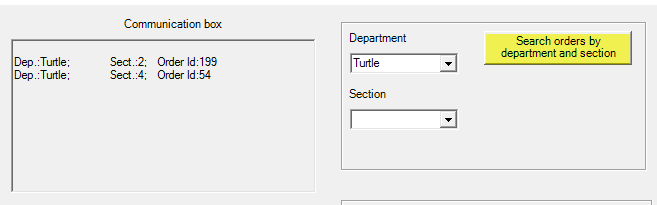 Communication box
Dep.:Turtle; Sect.:2; Order Id:199
Dep.:Turtle; Sect.:4; Order Id:54
Department
Turtle
Section
Search orders by
department and section